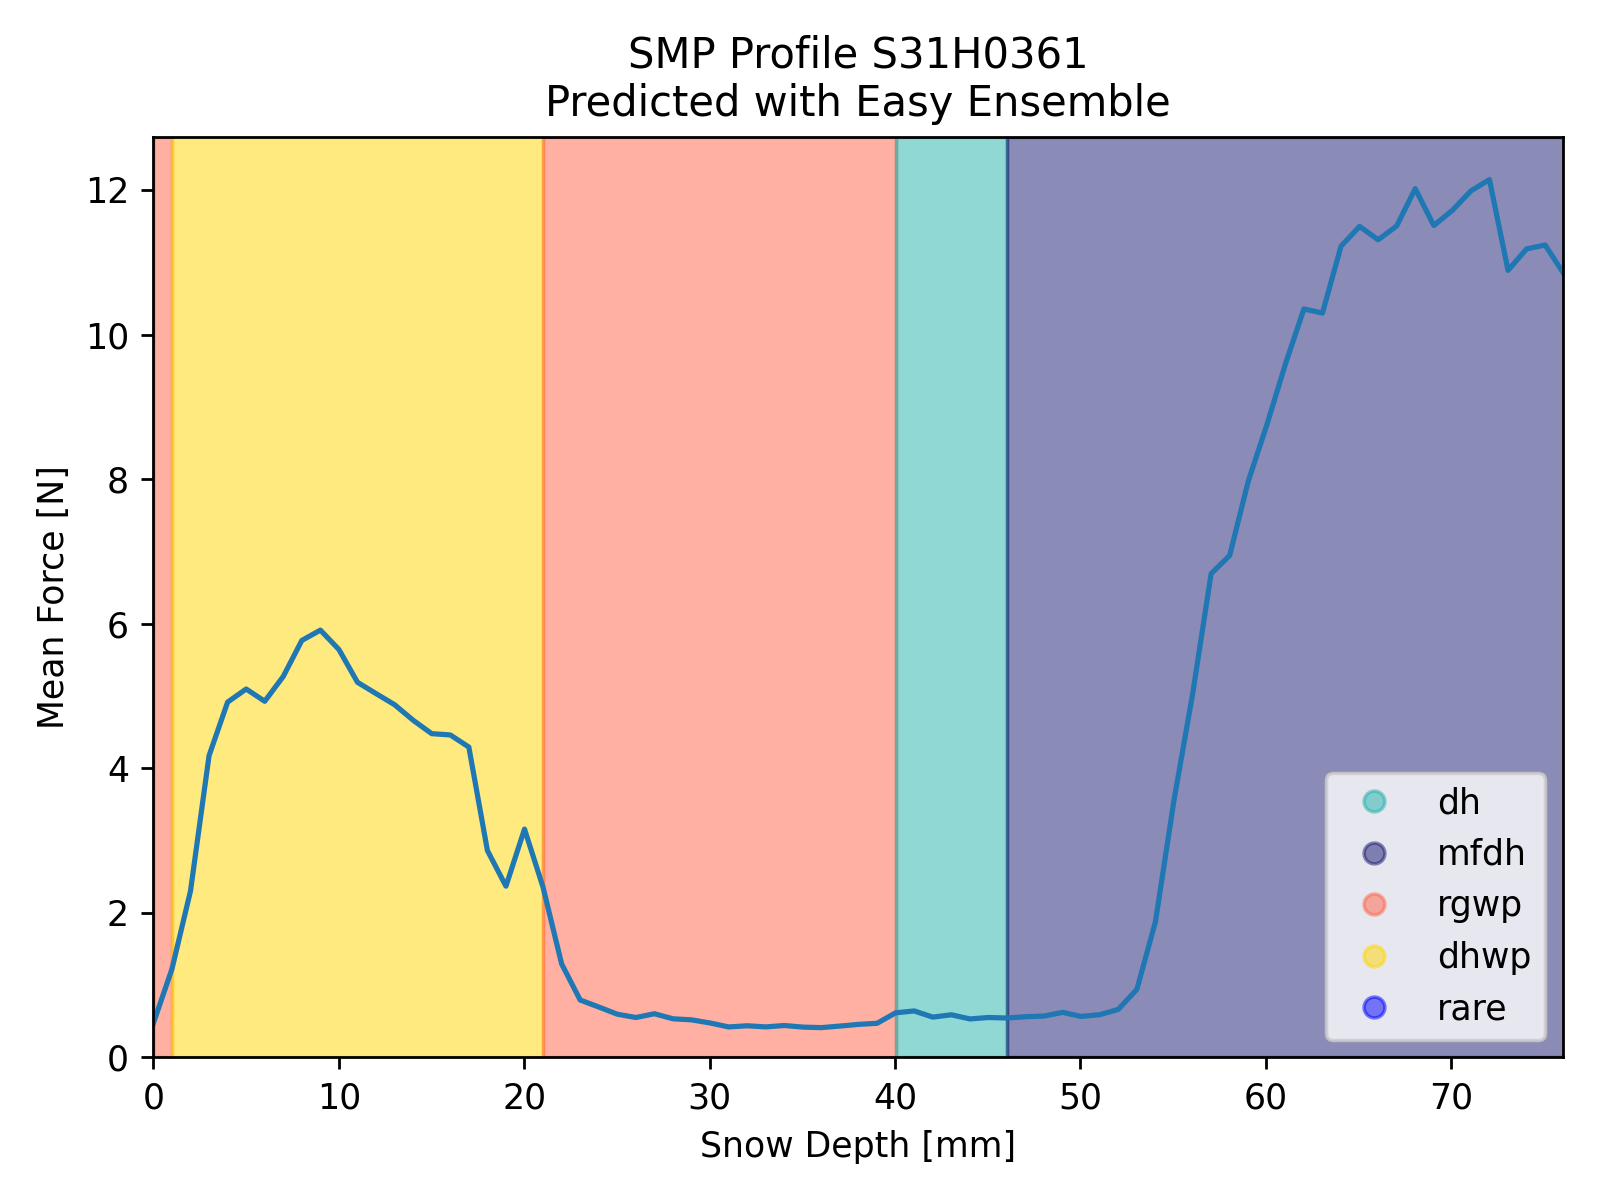 SMP Profile S31H0361
Predicted with Easy Ensemble
Mean Force [N]
12
10
8
6
4
2
0
0 10 20 30 40 50 60 70
Snow Depth [mm]
dh
mfdh
rgwp
dhwp
rare